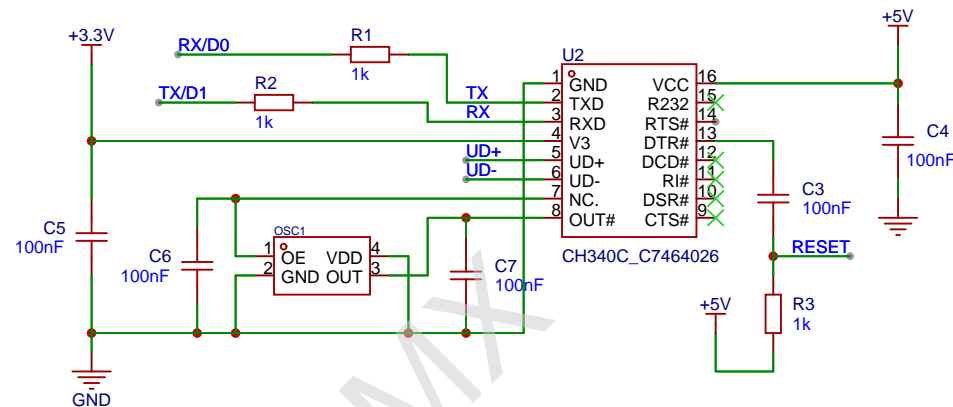 +3.3V
RX/D0
R1
1k
TX/D1
R2
1k
TX
RX
UD+
UD-
U2
1 GND VCC 16
2 TXD R232 15
3 RXD RTS# 14
4 V3 DTR# 13
5 UD+ DCD# 12
6 UD- RI# 11
7 NC. DSR# 10
8 OUT# CTS# 9
CH340C_C7464026
+5V
C4
100nF
C3
100nF
RESET
+5V
R3
1k
C5
100nF
C6
100nF
OSC1
1 OE VDD 4
2 GND OUT 3
C7
100nF
GND
MX